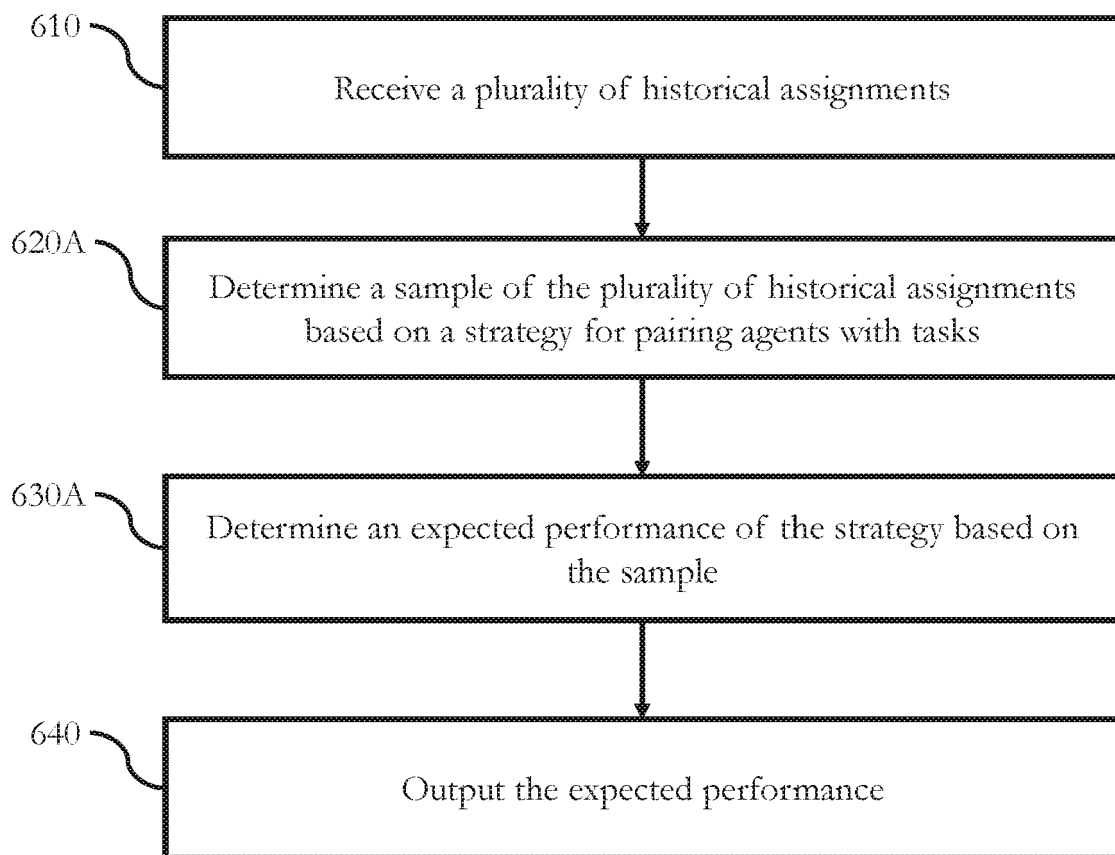 610
Receive a plurality of historical assignments
620A
Determine a sample of the plurality of historical assignments
based on a strategy for pairing agents with tasks
630A
Determine an expected performance of the strategy based on
the sample
640
Output the expected performance